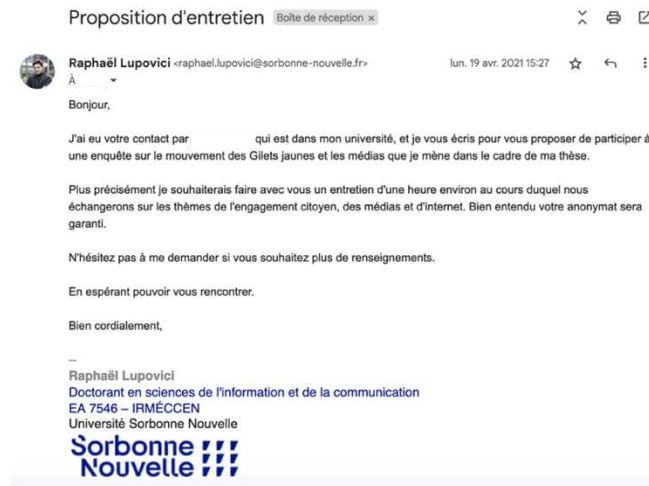 Proposition d'entretien Boîte de réception ×
Raphaël Lupovici <raphael.lupovici@sorbonne-nouvelle.fr> lun. 19 avr. 2021 15:27
À
Bonjour,
J'ai eu votre contact par qui est dans mon université, et je vous écris pour vous proposer de participer à
une enquête sur le mouvement des Gilets jaunes et les médias que je mène dans le cadre de ma thèse.
Plus précisément je souhaiterais faire avec vous un entretien d'une heure environ au cours duquel nous
échangerons sur les thèmes de l'engagement citoyen, des médias et d'internet. Bien entendu votre anonymat sera
garanti.
N'hésitez pas à me demander si vous souhaitez plus de renseignements.
En espérant pouvoir vous rencontrer.
Bien cordialement,
--
Raphaël Lupovici
Doctorant en sciences de l'information et de la communication
EA 7546 – IRMÉCCEN
Université Sorbonne Nouvelle
Sorbonne
Nouvelle